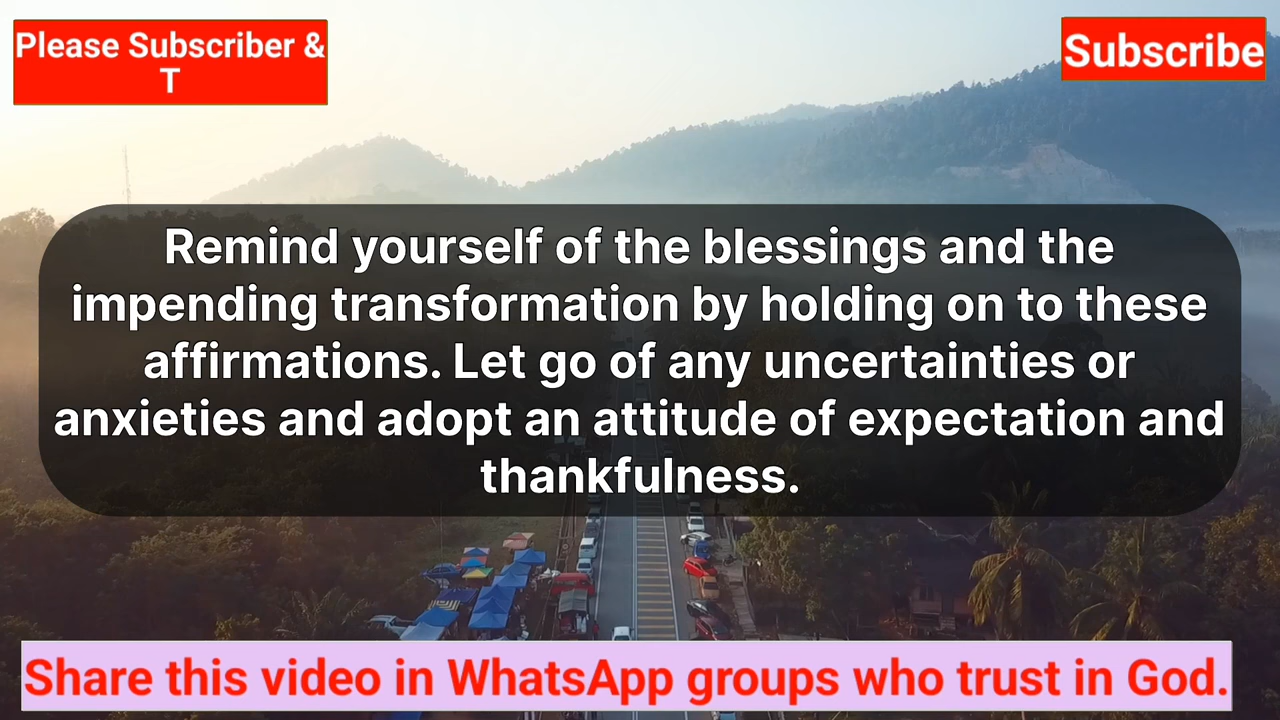 Please Subscriber &
T
Subscribe
Remind yourself of the blessings and the
impending transformation by holding on to these
affirmations. Let go of any uncertainties or
anxieties and adopt an attitude of expectation and
thankfulness.
Share this video in WhatsApp groups who trust in God.